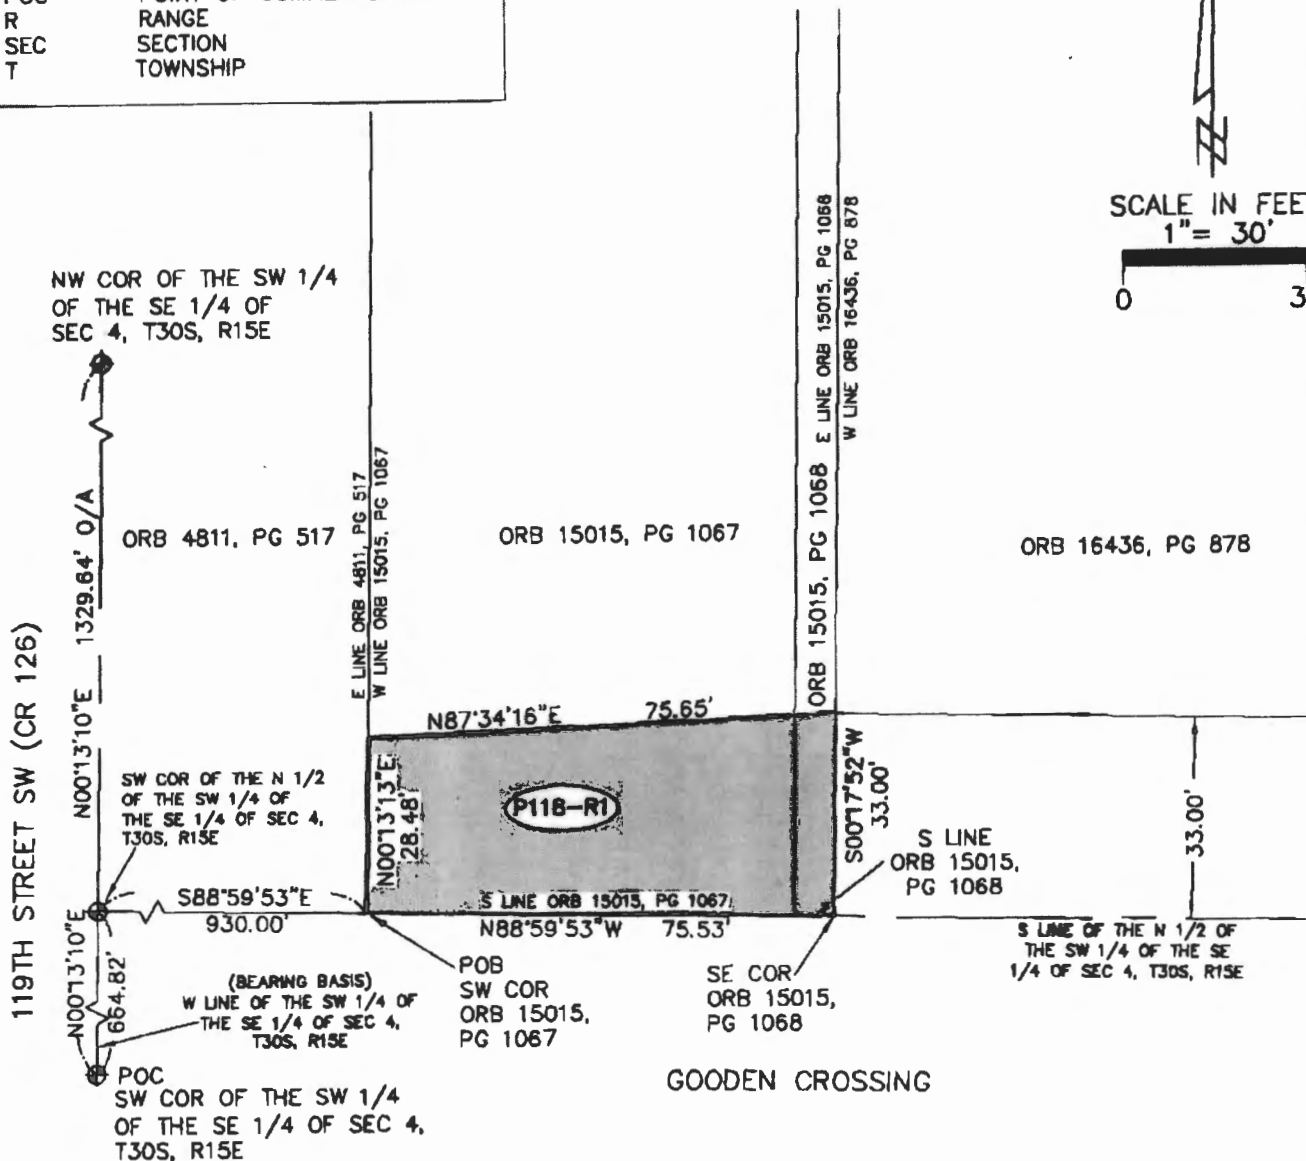 R RANGE
SEC SECTION
T TOWNSHIP
SCALE IN FEE
1"= 30'
0 3
NW COR OF THE SW 1/4
OF THE SE 1/4 OF
SEC 4, T30S, R15E
119TH STREET SW (CR 126)
N00°13'10"E 1329.64' O/A
ORB 4811, PG 517
E LINE ORB 4811, PG 517
W LINE ORB 15015, PG 1067
ORB 15015, PG 1067
ORB 15015, PG 1068
E LINE ORB 15015, PG 1068
W LINE ORB 16436, PG 878
ORB 16436, PG 878
N87°34'16"E 75.65'
N00°13'13"E
28.48'
P118-R1
S00°17'52"W
33.00'
33.00'
SW COR OF THE N 1/2
OF THE SW 1/4 OF
THE SE 1/4 OF SEC 4,
T30S, R15E
S88°59'53"E
930.00'
S LINE ORB 15015, PG 1067
N88°59'53"W 75.53'
S LINE
ORB 15015,
PG 1068
S LINE OF THE N 1/2 OF
THE SW 1/4 OF THE SE
1/4 OF SEC 4, T30S, R15E
N00°13'10"E
664.82'
(BEARING BASIS)
W LINE OF THE SW 1/4 OF
THE SE 1/4 OF SEC 4,
T30S, R15E
POB
SW COR
ORB 15015,
PG 1067
SE COR
ORB 15015,
PG 1068
GOODEN CROSSING
POC
SW COR OF THE SW 1/4
OF THE SE 1/4 OF SEC 4,
T30S, R15E